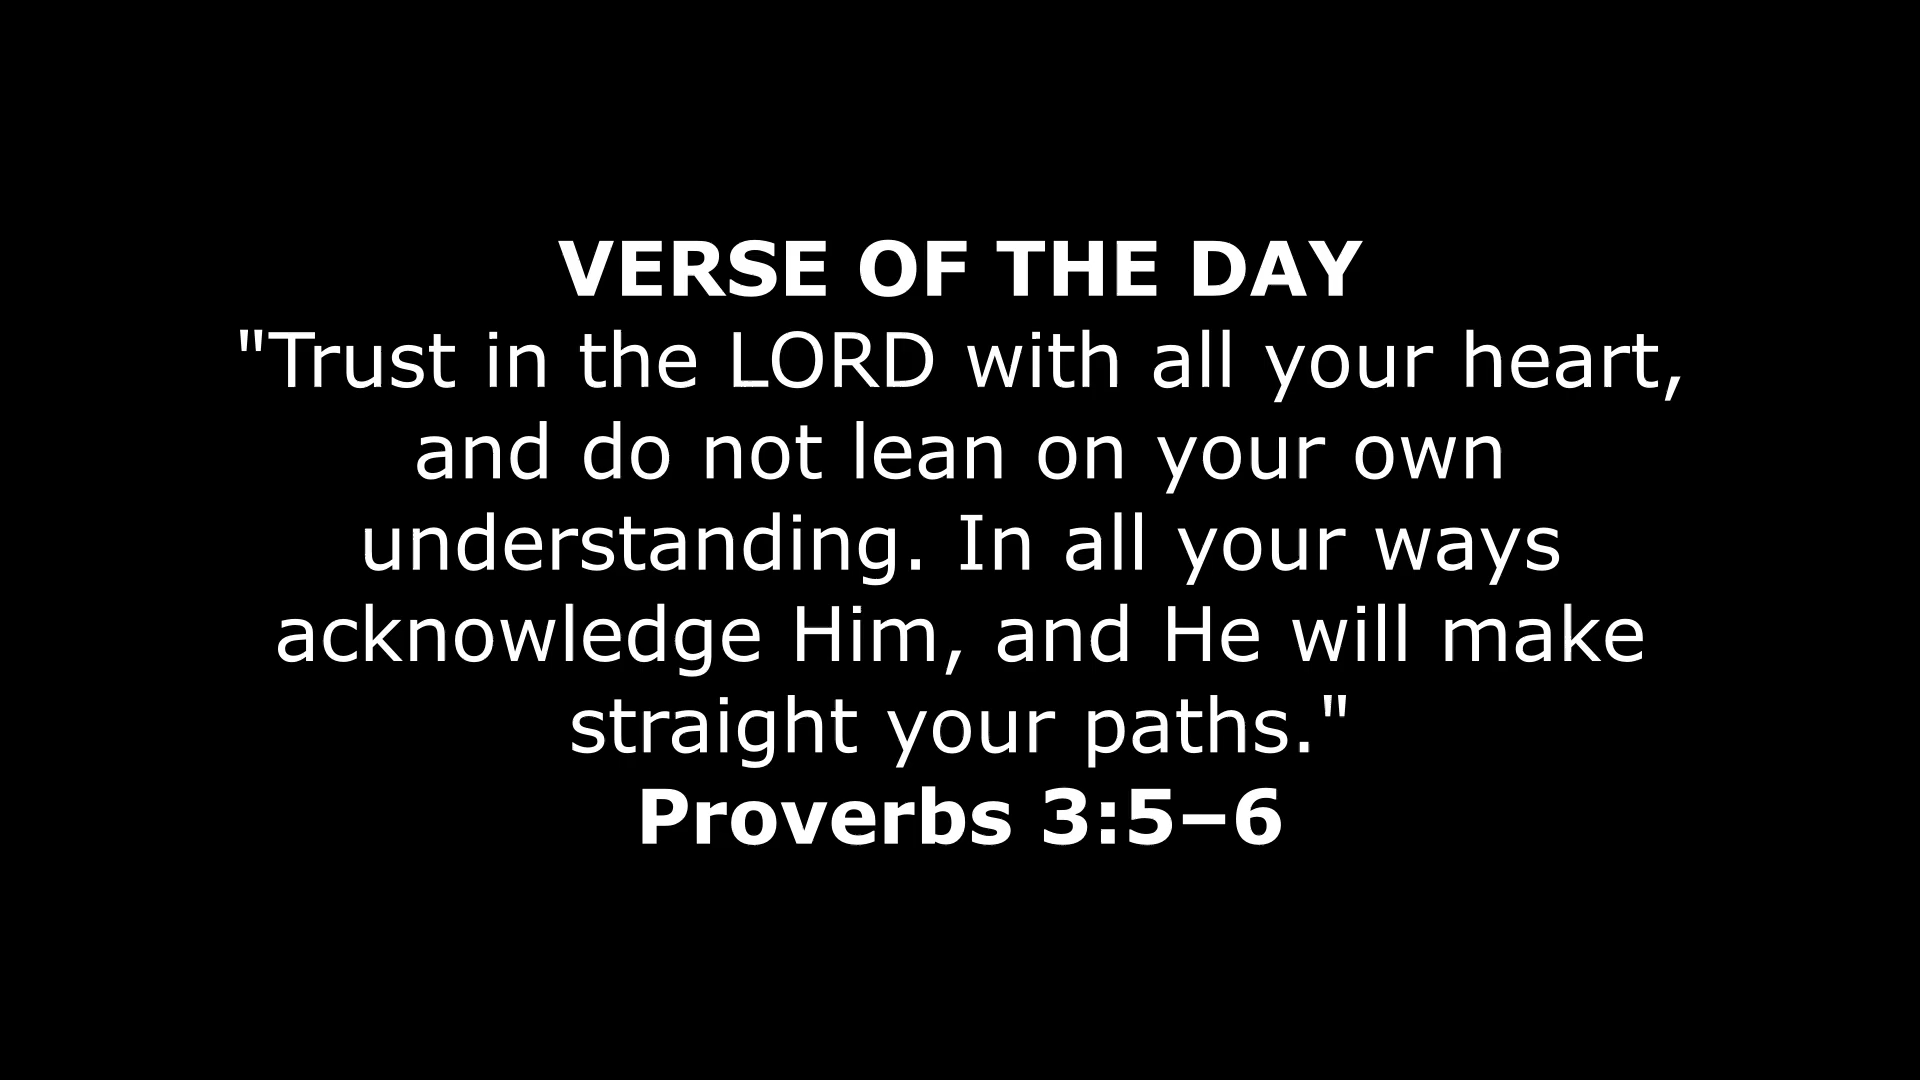 VERSE OF THE DAY
"Trust in the LORD with all your heart,
and do not lean on your own
understanding. In all your ways
acknowledge Him, and He will make
straight your paths."
Proverbs 3:5–6